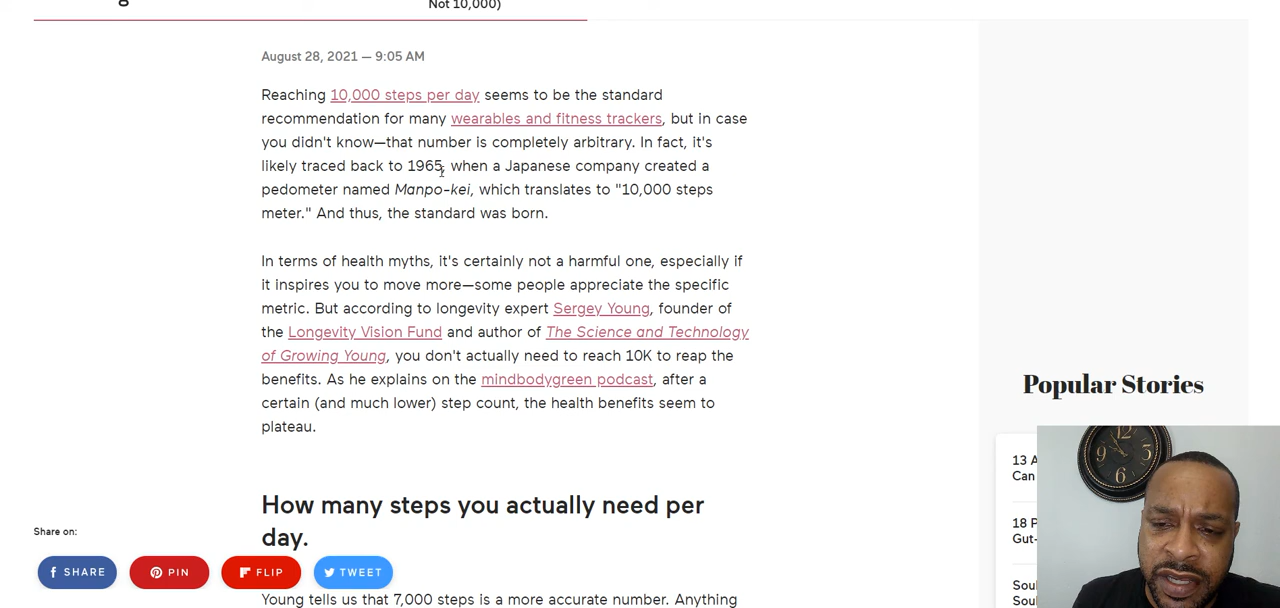 Not 10,000)
August 28, 2021 — 9:05 AM
Reaching 10,000 steps per day seems to be the standard
recommendation for many wearables and fitness trackers, but in case
you didn't know—that number is completely arbitrary. In fact, it's
likely traced back to 1965, when a Japanese company created a
pedometer named Manpo-kei, which translates to "10,000 steps
meter." And thus, the standard was born.
In terms of health myths, it's certainly not a harmful one, especially if
it inspires you to move more—some people appreciate the specific
metric. But according to longevity expert Sergey Young, founder of
the Longevity Vision Fund and author of The Science and Technology
of Growing Young, you don't actually need to reach 10K to reap the
benefits. As he explains on the mindbodygreen podcast, after a
certain (and much lower) step count, the health benefits seem to
plateau.
How many steps you actually need per
day.
Young tells us that 7,000 steps is a more accurate number. Anything
Share on:
f SHARE
PIN
FLIP
TWEET
Popular Stories
13 A
Can
18 P
Gut-
Soul
Soul
12
9
3
6